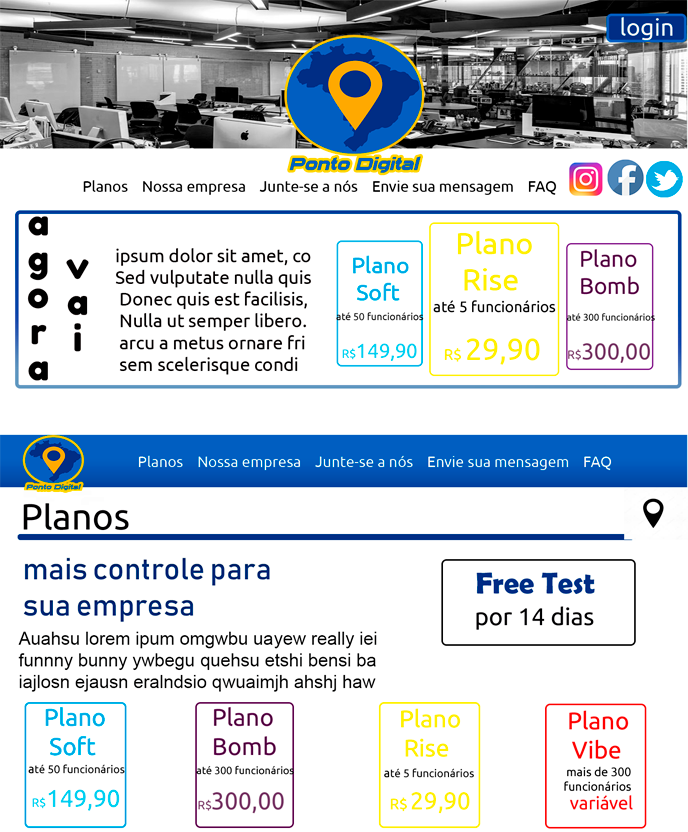 login
Ponto Digital
Planos Nossa empresa Junte-se a nós Envie sua mensagem FAQ
agora
vai
ipsum dolor sit amet, co
Sed vulputate nulla quis
Donec quis est facilisis,
Nulla ut semper libero.
arcu a metus ornare fri
sem scelerisque condi
Plano
Soft
até 50 funcionários
R$149,90
Plano
Rise
até 5 funcionários
R$ 29,90
Plano
Bomb
até 300 funcionários
R$300,00
Ponto Digital
Planos Nossa empresa Junte-se a nós Envie sua mensagem FAQ
Planos
mais controle para
sua empresa
Auahsu lorem ipum omgwbu uayew really iei
funnny bunny ywbegu quehsu etshi bensi ba
iajlosn ejausn eralndsio qwuaimjh ahshj haw
Free Test
por 14 dias
Plano
Soft
até 50 funcionários
R$149,90
Plano
Bomb
até 300 funcionários
R$300,00
Plano
Rise
até 5 funcionários
R$ 29,90
Plano
Vibe
mais de 300
funcionários
variável